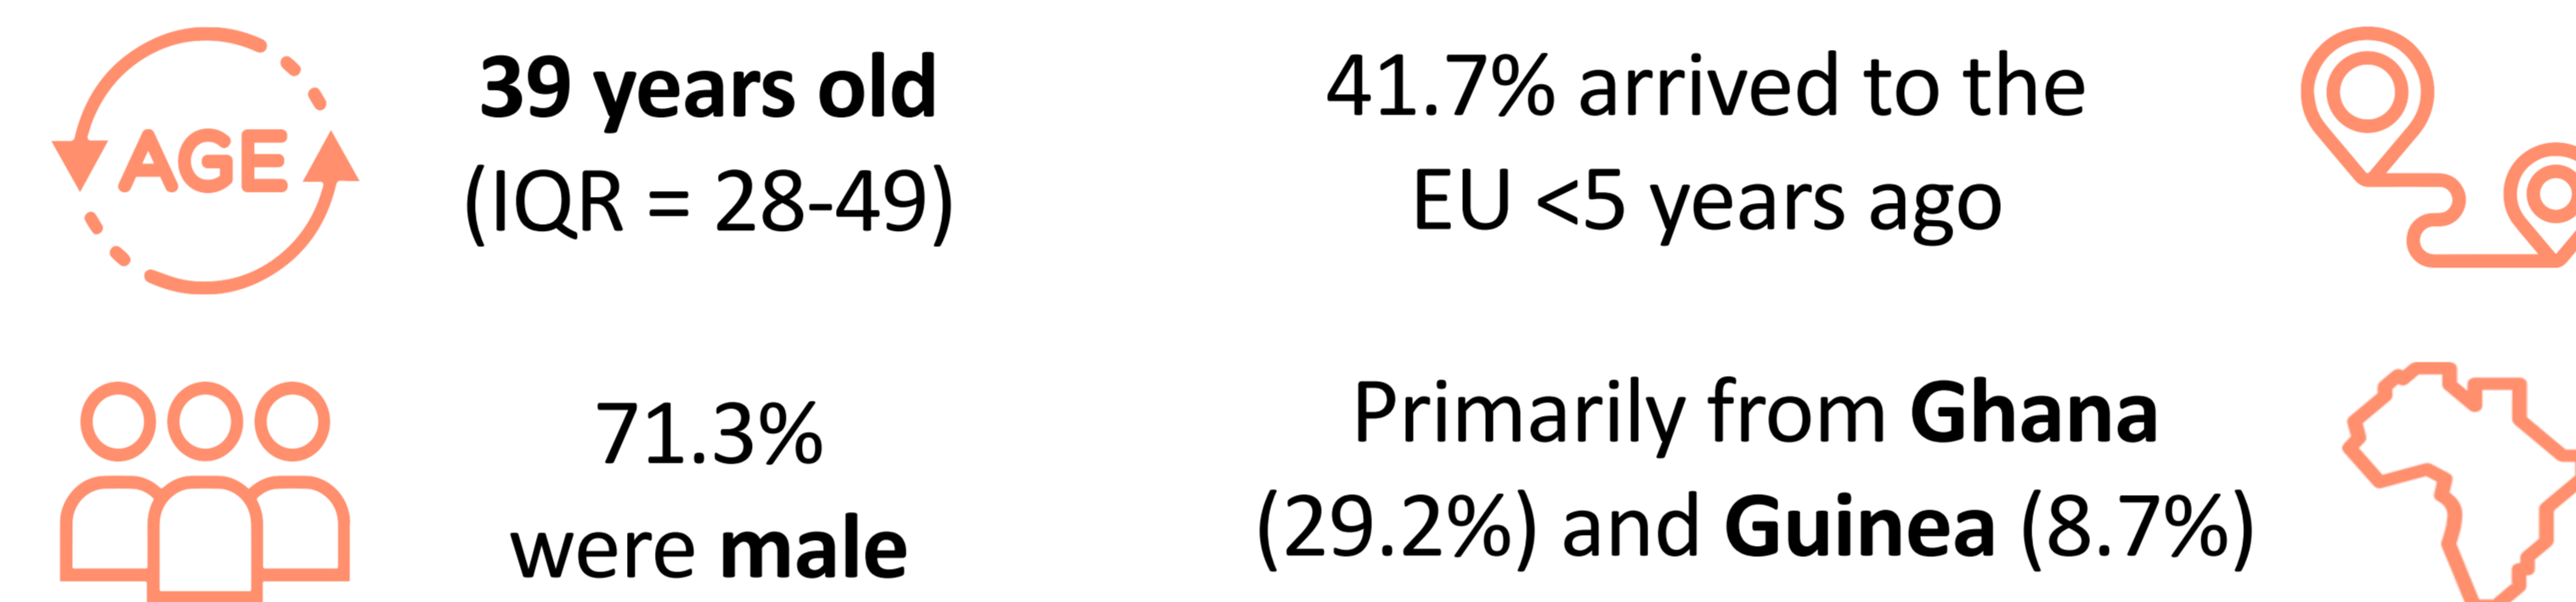 AGE
39 years old
(IQR = 28-49)
41.7% arrived to the
EU <5 years ago
71.3%
were male
Primarily from Ghana
(29.2%) and Guinea (8.7%)